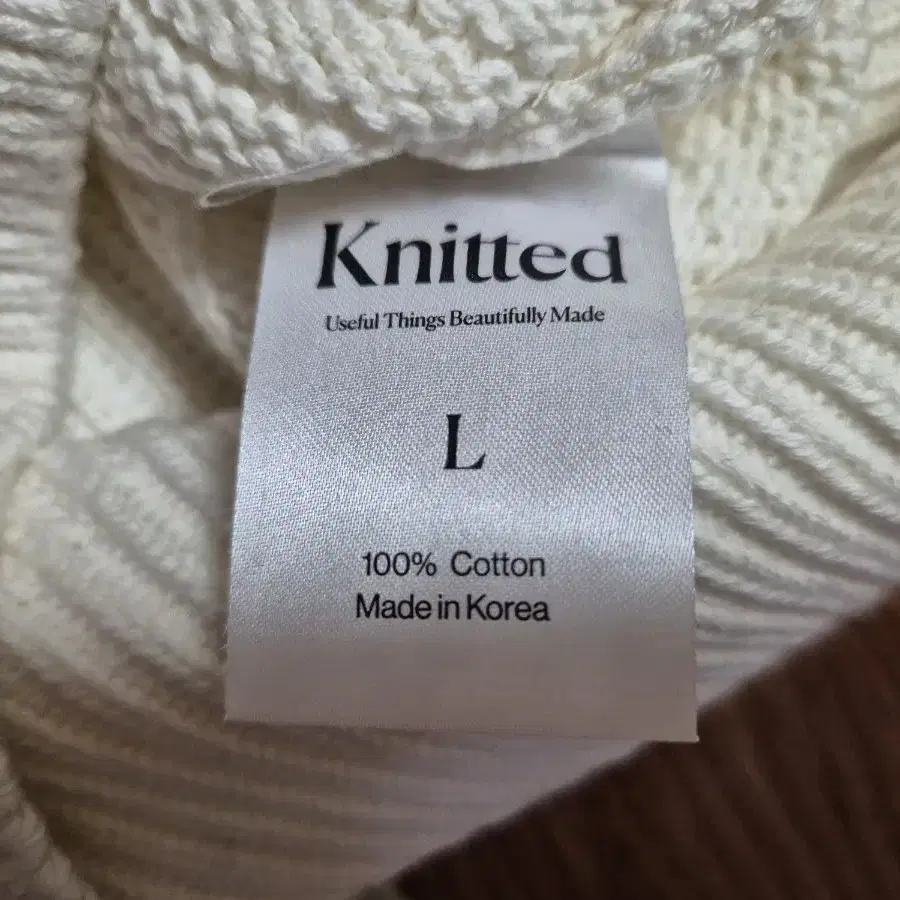 Knitted
Useful Things Beautifully Made
L
100% Cotton
Made in Korea